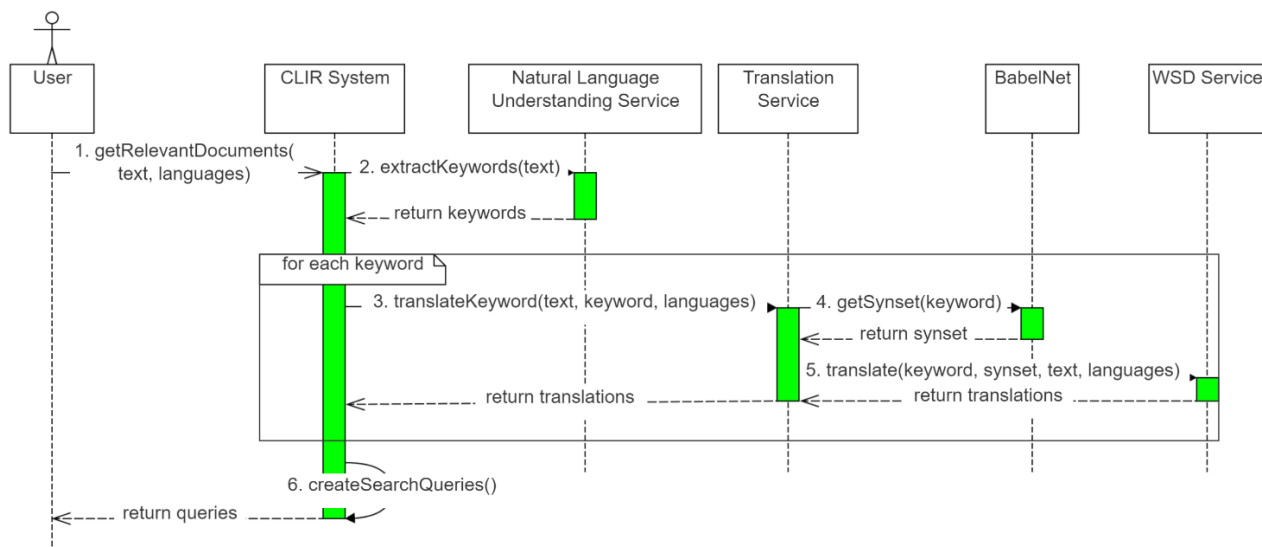 User
CLIR System
Natural Language
Understanding Service
Translation
Service
BabelNet
WSD Service
1. getRelevantDocuments(
text, languages)
2. extractKeywords(text)
return keywords
for each keyword
3. translateKeyword(text, keyword, languages)
4. getSynset(keyword)
return synset
5. translate(keyword, synset, text, languages)
return translations
return translations
6. createSearchQueries()
return queries